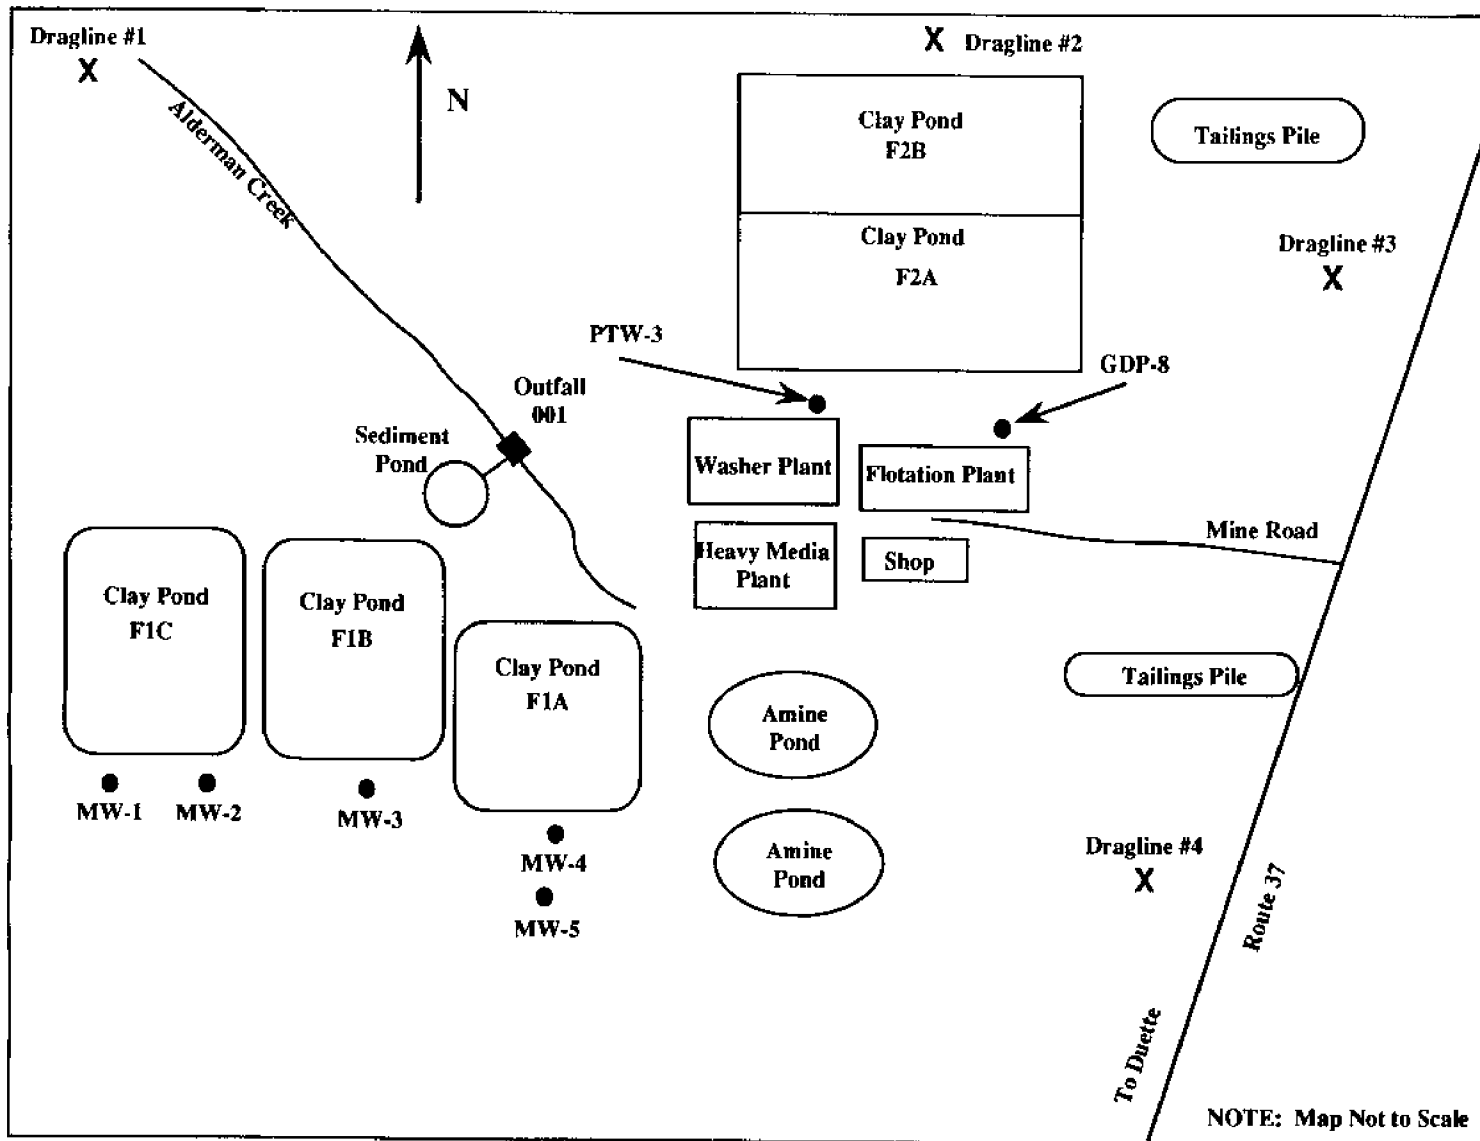 Dragline #1
X
Alderman Creek
N
X Dragline #2
Clay Pond
F2B
Tailings Pile
Clay Pond
F2A
Dragline #3
X
PTW-3
GDP-8
Outfall
001
Sediment
Pond
Washer Plant
Flotation Plant
Mine Road
Heavy Media
Plant
Shop
Clay Pond
F1C
Clay Pond
F1B
Clay Pond
F1A
Tailings Pile
Amine
Pond
MW-1
MW-2
MW-3
MW-4
MW-5
Amine
Pond
Dragline #4
X
Route 37
To Duette
NOTE: Map Not to Scale